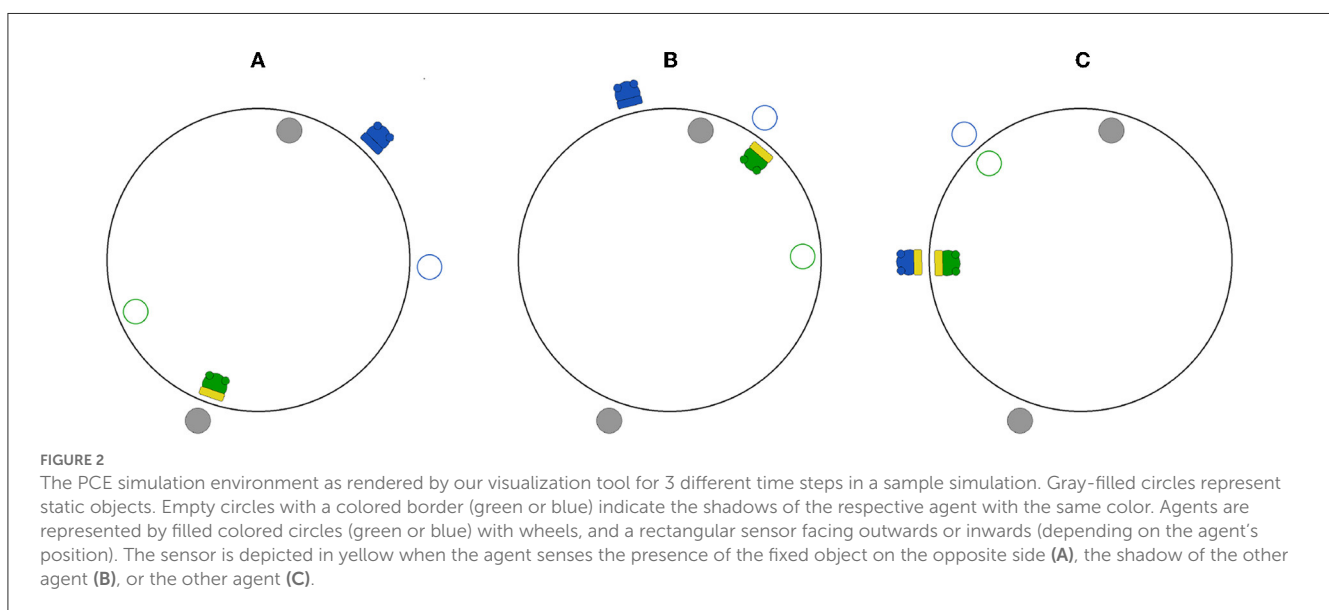 A B C
FIGURE 2
The PCE simulation environment as rendered by our visualization tool for 3 different time steps in a sample simulation. Gray-filled circles represent
static objects. Empty circles with a colored border (green or blue) indicate the shadows of the respective agent with the same color. Agents are
represented by filled colored circles (green or blue) with wheels, and a rectangular sensor facing outwards or inwards (depending on the agent's
position). The sensor is depicted in yellow when the agent senses the presence of the fixed object on the opposite side (A), the shadow of the other
agent (B), or the other agent (C).